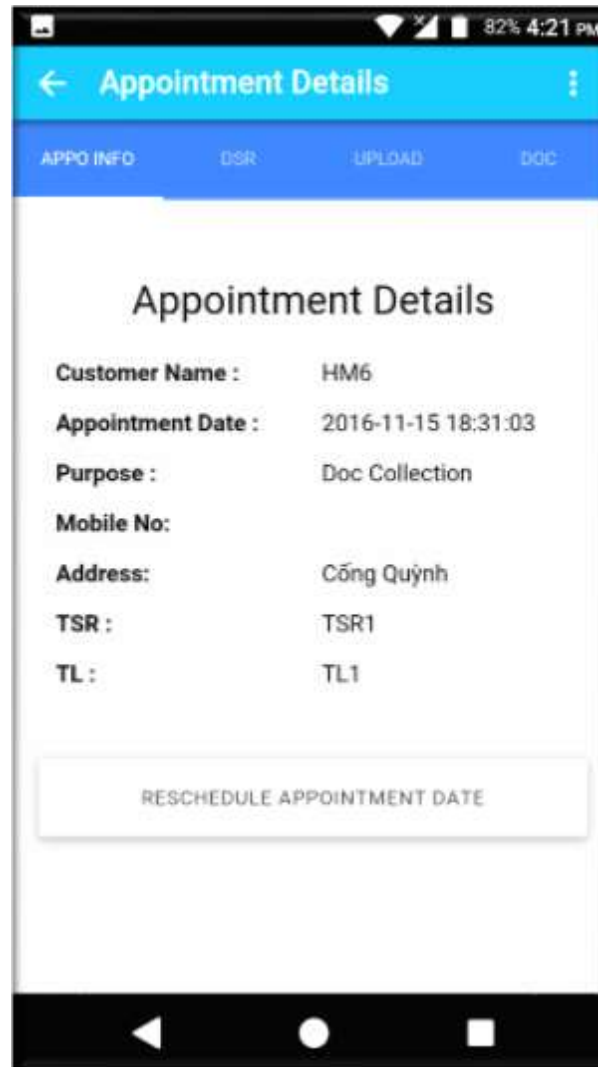 82% 4:21 PM
Appointment Details
APPO INFO DSR UPLOAD DOC
Appointment Details
Customer Name : HM6
Appointment Date : 2016-11-15 18:31:03
Purpose : Doc Collection
Mobile No:
Address: Cống Quỳnh
TSR : TSR1
TL : TL1
RESCHEDULE APPOINTMENT DATE